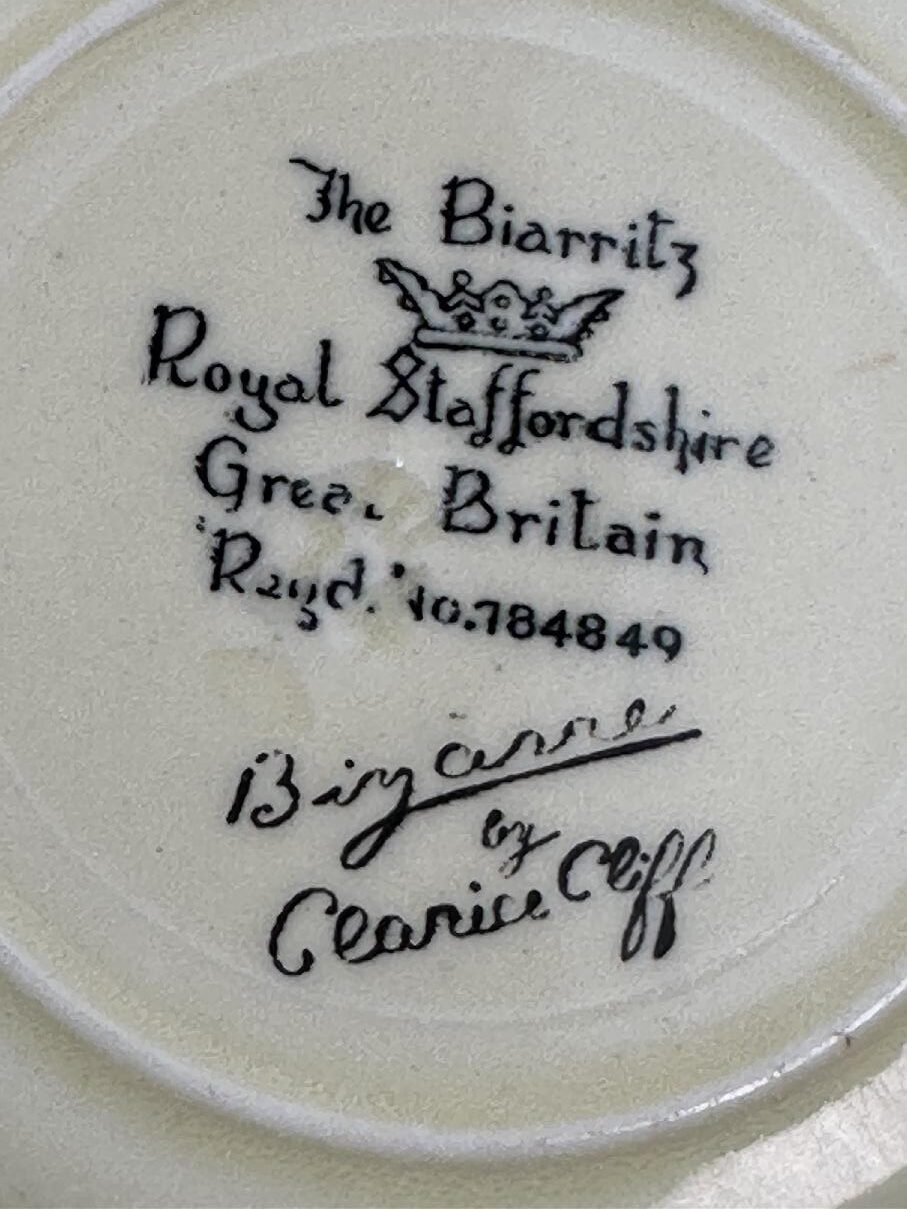 The Biarritz
Royal Staffordshire
Great Britain
Regd. No.784849
Bizarre
by
Clarice Cliff